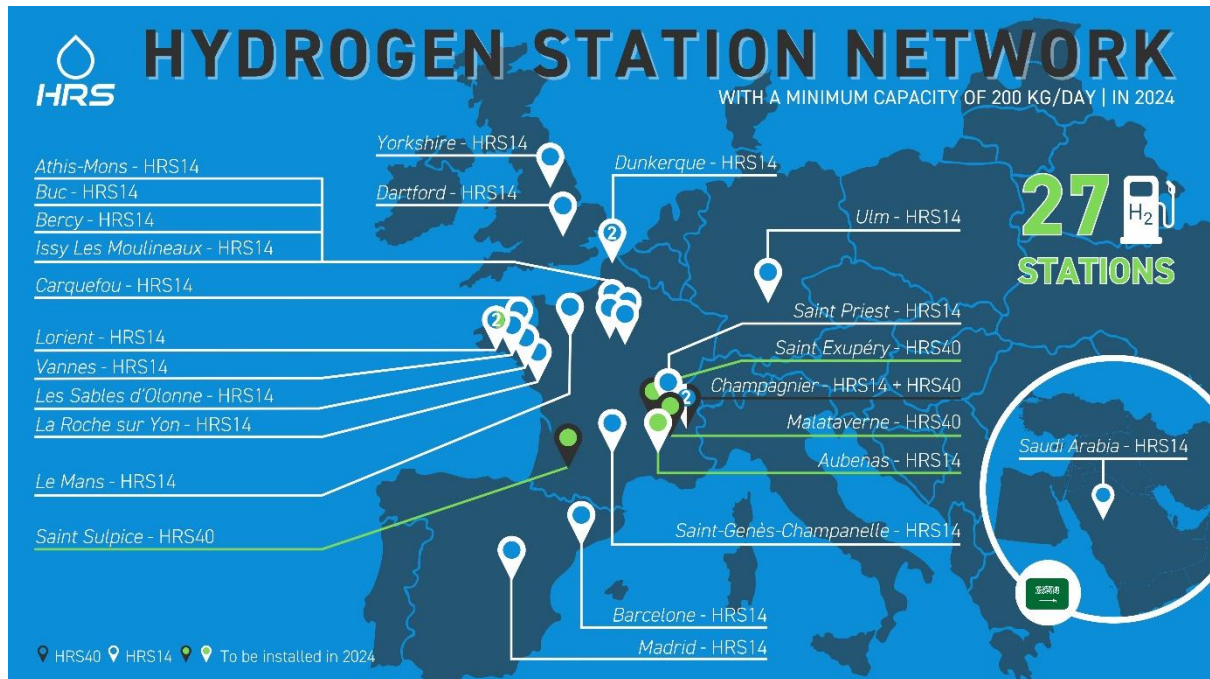 HRS
HYDROGEN STATION NETWORK
WITH A MINIMUM CAPACITY OF 200 KG/DAY | IN 2024
Athis-Mons - HRS14
Buc - HRS14
Bercy - HRS14
Issy Les Moulineaux - HRS14
Carquefou - HRS14
Lorient - HRS14
Vannes - HRS14
Les Sables d'Olonne - HRS14
La Roche sur Yon - HRS14
Le Mans - HRS14
Saint Sulpice - HRS40
Yorkshire - HRS14
Dartford - HRS14
Dunkerque - HRS14
2
2
Ulm - HRS14
Saint Priest - HRS14
Saint Exupéry - HRS40
Champagnier - HRS14 + HRS40
2
Malataverne - HRS40
Aubenas - HRS14
Saint-Genès-Champanelle - HRS14
Barcelone - HRS14
Madrid - HRS14
27
H2
STATIONS
Saudi Arabia - HRS14
HRS40 HRS14 To be installed in 2024